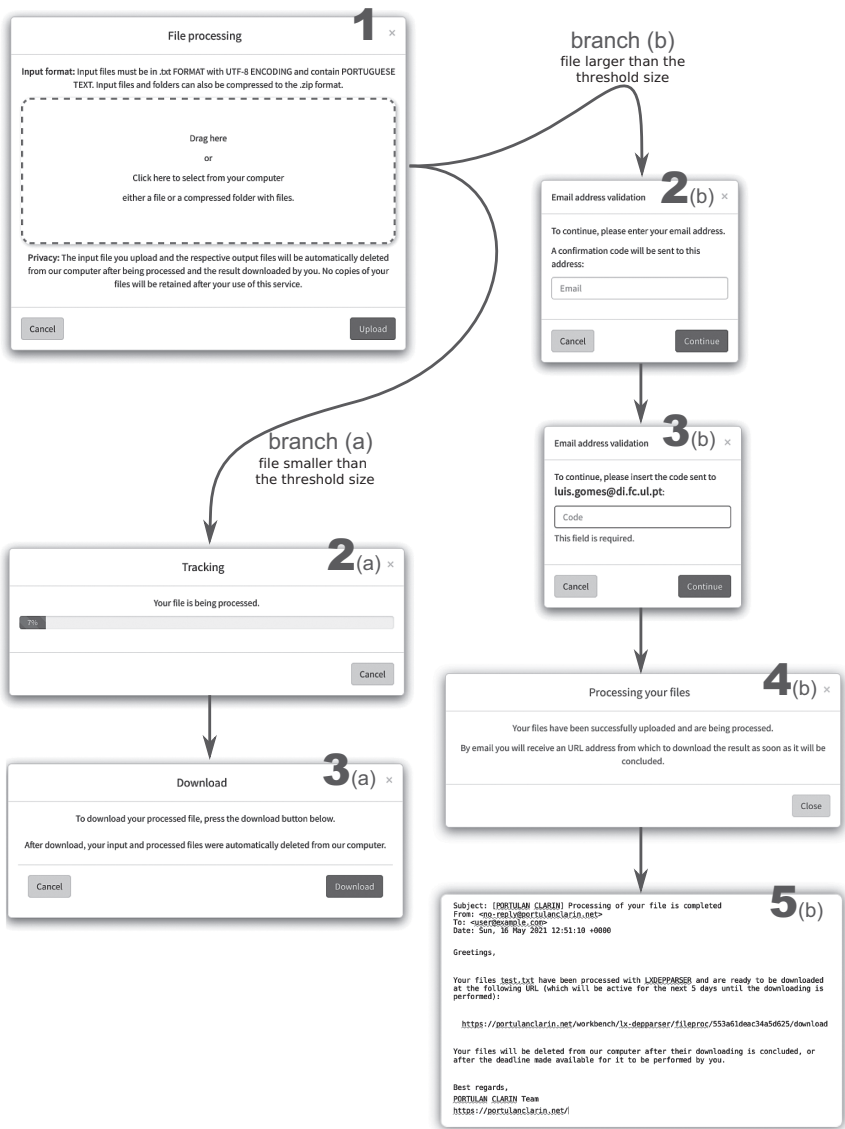 File processing
1
×
Input format: Input files must be in .txt FORMAT with UTF-8 ENCODING and contain PORTUGUESE
TEXT. Input files and folders can also be compressed to the .zip format.
Drag here
or
Click here to select from your computer
either a file or a compressed folder with files.
Privacy: The input file you upload and the respective output files will be automatically deleted
from our computer after being processed and the result downloaded by you. No copies of your
files will be retained after your use of this service.
Cancel
Upload
branch (b)
file larger than the
threshold size
Email address validation
2(b)
×
To continue, please enter your email address.
A confirmation code will be sent to this
address:
Email
Cancel
Continue
Email address validation
3(b)
×
To continue, please insert the code sent to
luis.gomes@di.fc.ul.pt:
Code
This field is required.
Cancel
Continue
branch (a)
file smaller than
the threshold size
Tracking
2(a)
×
Your file is being processed.
7%
Cancel
Download
3(a)
×
To download your processed file, press the download button below.
After download, your input and processed files were automatically deleted from our computer.
Cancel
Download
Processing your files
4(b)
×
Your files have been successfully uploaded and are being processed.
By email you will receive an URL address from which to download the result as soon as it will be
concluded.
Close
5(b)
Subject: [PORTULAN CLARIN] Processing of your file is completed
From: <no-reply@portulanclarin.net>
To: <user@example.com>
Date: Sun, 16 May 2021 12:51:10 +0000
Greetings,
Your files test.txt have been processed with LXDEPPARSER and are ready to be downloaded
at the following URL (which will be active for the next 5 days until the downloading is
performed):
https://portulanclarin.net/workbench/lx-depparser/fileproc/553a61deac34a5d625/download
Your files will be deleted from our computer after their downloading is concluded, or
after the deadline made available for it to be performed by you.
Best regards,
PORTULAN CLARIN Team
https://portulanclarin.net/